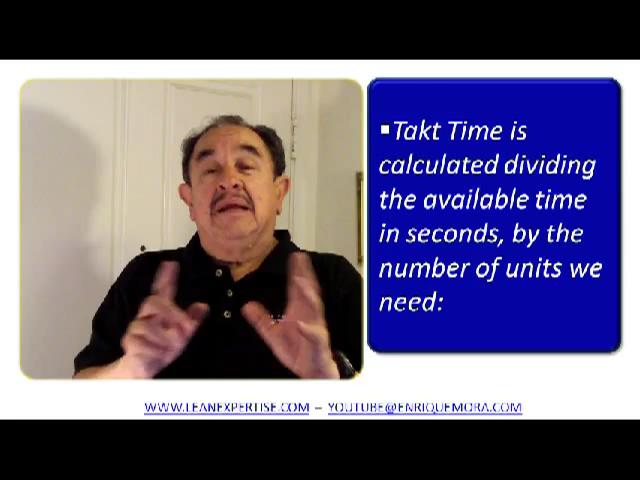 ▪Takt Time is
calculated dividing
the available time
in seconds, by the
number of units we
need:
WWW.LEANEXPERTISE.COM – YOUTUBE@ENRIQUEMORA.COM